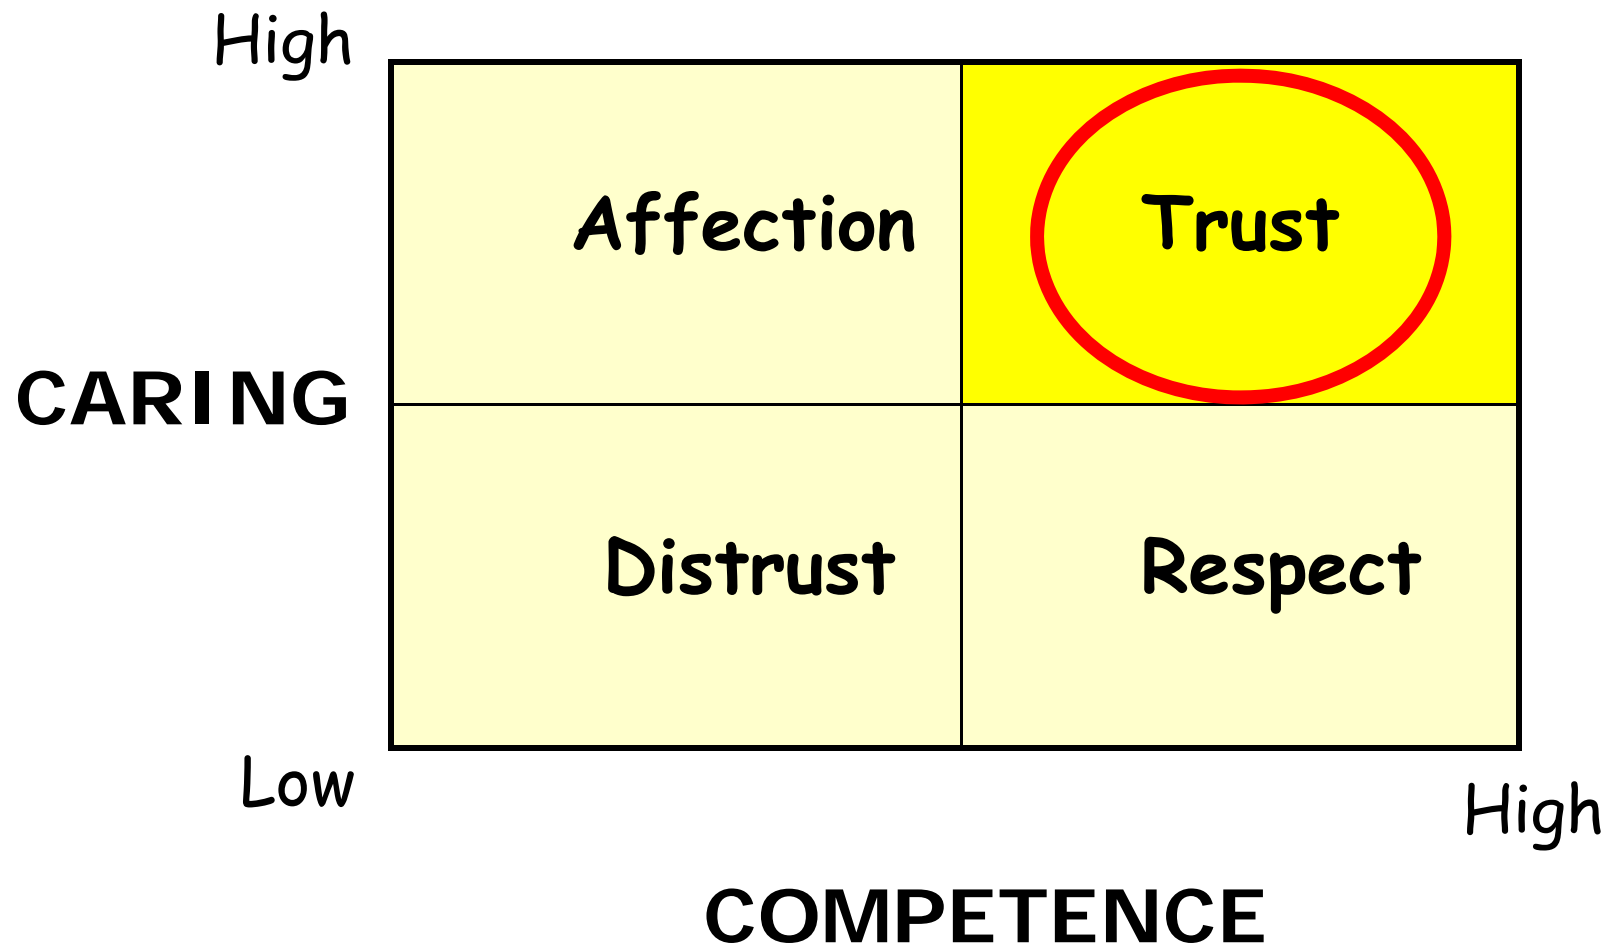 High
Affection
Trust
CARING
Distrust
Respect
Low
High
COMPETENCE